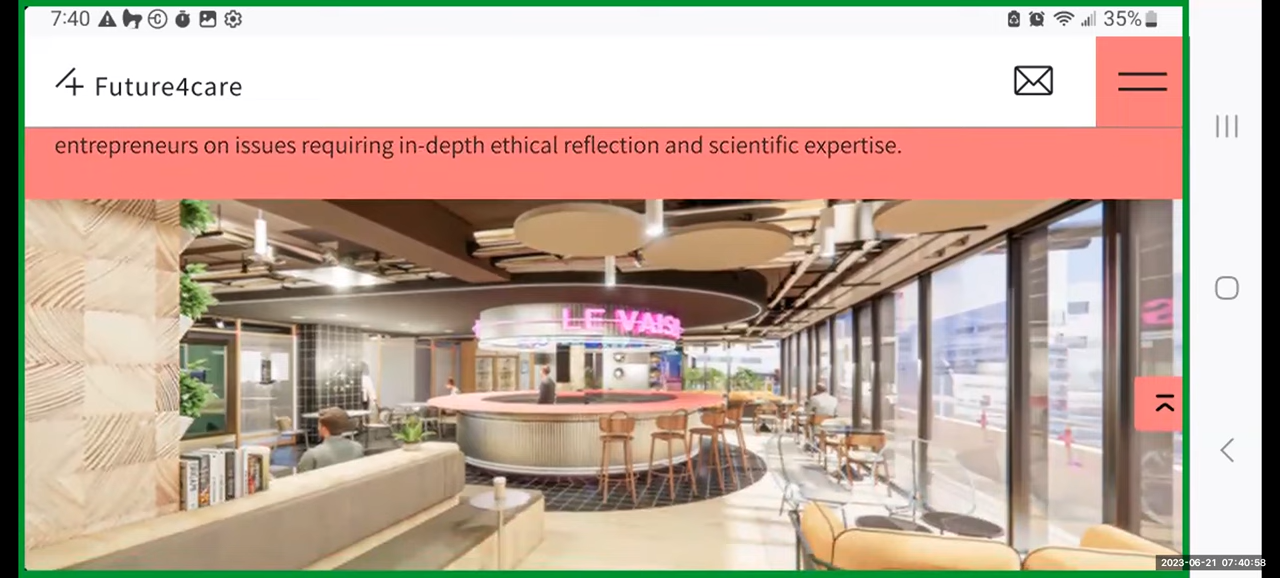 7:40
35%
Future4care
entrepreneurs on issues requiring in-depth ethical reflection and scientific expertise.
LE VAIS
2023-06-21 07:40:58